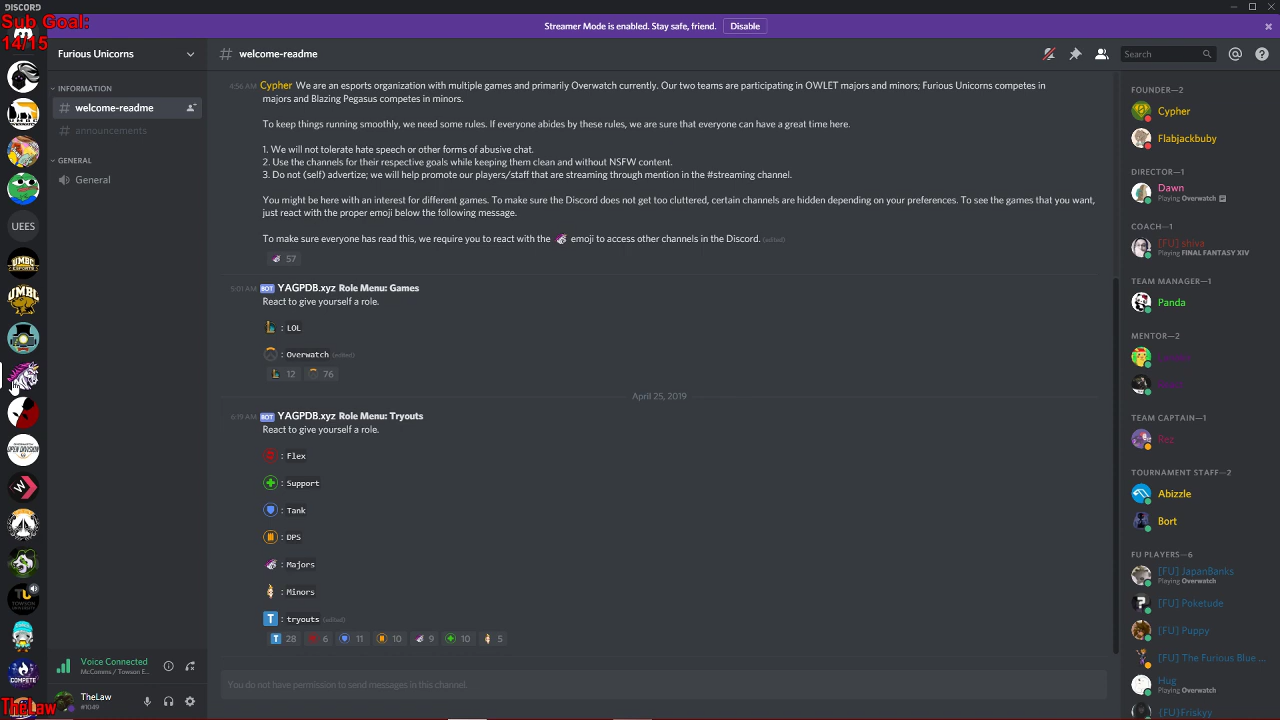 DISCORD
Sub Goal:
14/15
Streamer Mode is enabled. Stay safe, friend. Disable
Furious Unicorns
# welcome-readme
Search
INFORMATION
# welcome-readme
# announcements
GENERAL
General
UEES
4:56 AM Cypher We are an esports organization with multiple games and primarily Overwatch currently. Our two teams are participating in OWLET majors and minors; Furious Unicorns competes in
majors and Blazing Pegasus competes in minors.
To keep things running smoothly, we need some rules. If everyone abides by these rules, we are sure that everyone can have a great time here.
1. We will not tolerate hate speech or other forms of abusive chat.
2. Use the channels for their respective goals while keeping them clean and without NSFW content.
3. Do not (self) advertize; we will help promote our players/staff that are streaming through mention in the #streaming channel.
You might be here with an interest for different games. To make sure the Discord does not get too cluttered, certain channels are hidden depending on your preferences. To see the games that you want,
just react with the proper emoji below the following message.
To make sure everyone has read this, we require you to react with the emoji to access other channels in the Discord. (edited)
57
5:01 AM BOT YAGPDB.xyz Role Menu: Games
React to give yourself a role.
: LOL
: Overwatch (edited)
12 76
April 25, 2019
6:19 AM BOT YAGPDB.xyz Role Menu: Tryouts
React to give yourself a role.
: Flex
: Support
: Tank
: DPS
: Majors
: Minors
: tryouts (edited)
28 6 11 10 9 10 5
You do not have permission to send messages in this channel.
FOUNDER—2
Cypher
Flabjackbuby
DIRECTOR—1
Dawn
Playing Overwatch
COACH—1
[FU] shiva
Playing FINAL FANTASY XIV
TEAM MANAGER—1
Panda
MENTOR—2
TEAM CAPTAIN—1
Rez
TOURNAMENT STAFF—2
Abizzle
Bort
FU PLAYERS—6
[FU] JapanBanks
Playing Overwatch
[FU] Poketude
[FU] Puppy
[FU] The Furious Blue ...
Hug
Playing Overwatch
{FU}Friskyy
Voice Connected
McComms / Towson E...
TheLaw
#1049
TheLaw